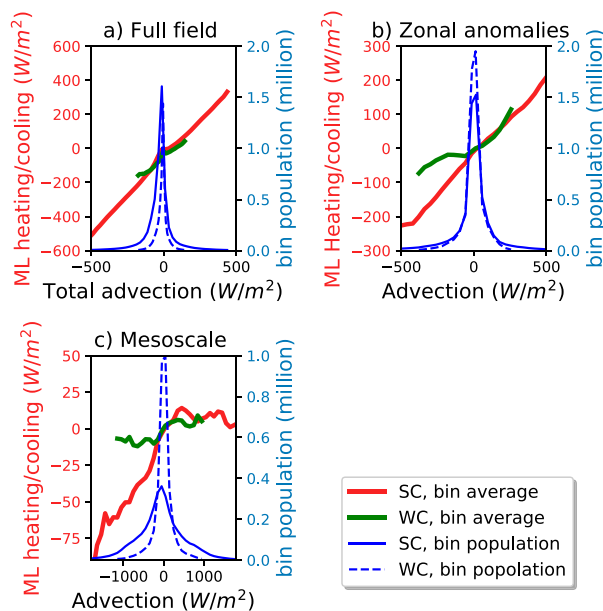 a) Full field
ML heating/cooling (W/m²)
600
400
200
0
−200
−400
−600
2.0
1.5
1.0
0.5
0.0
bin population (million)
−500
0
500
Total advection (W/m²)
b) Zonal anomalies
ML Heating/cooling (W/m²)
300
200
100
0
−100
−200
−300
2.0
1.5
1.0
0.5
0.0
bin population (million)
−500
0
500
Advection (W/m²)
c) Mesoscale
ML heating/cooling (W/m²)
50
25
0
−25
−50
−75
1.0
0.8
0.6
0.4
0.2
0.0
bin population (million)
−1000
0
1000
Advection (W/m²)
SC, bin average
WC, bin average
SC, bin population
WC, bin popolation